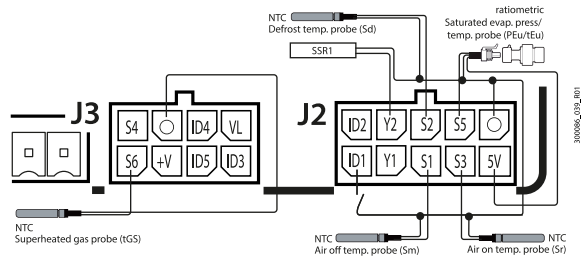 ratiometric
NTC
Saturated evap. press/
Defrost temp. probe (Sd)
temp. probe (PEu/tEu)
SSR1
J3
J2
S4
ID4
VL
ID2
Y2
S2
S5
S6
+V
ID5
ID3
ID1
Y1
S1
S3
5V
300086_039_R01
NTC
Superheated gas probe (tGS)
NTC
Air off temp. probe (Sm)
NTC
Air on temp. probe (Sr)